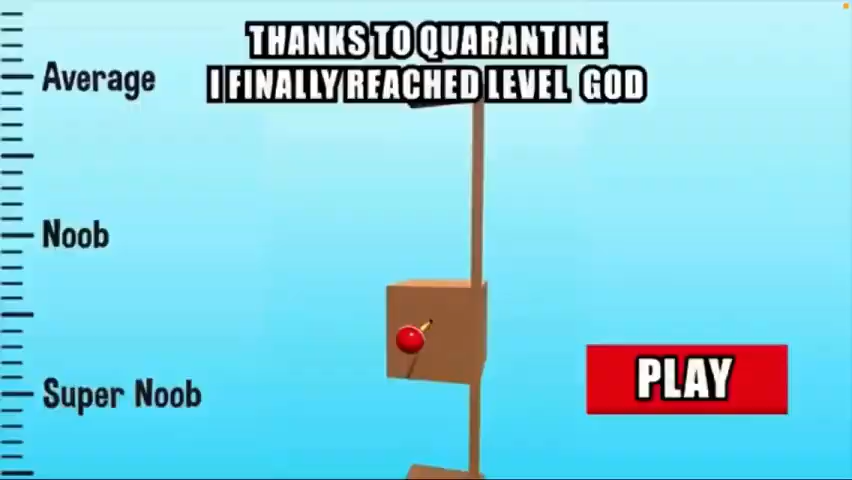 THANKS TO QUARANTINE
I FINALLY REACHED LEVEL GOD
Average
Noob
Super Noob
PLAY